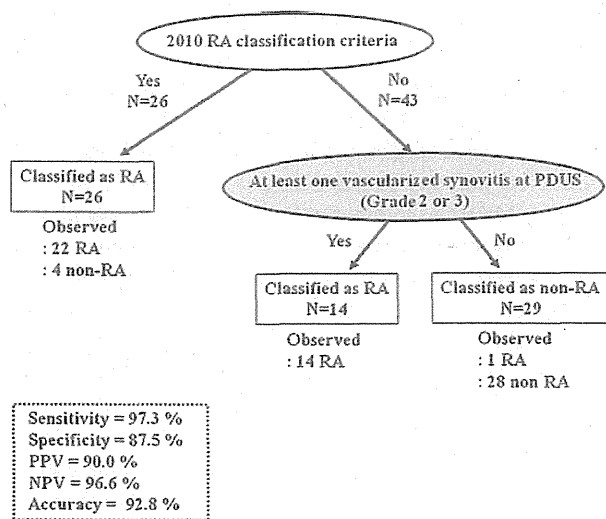 2010 RA classification criteria
Yes
N=26
No
N=43
Classified as RA
N=26
Observed
: 22 RA
: 4 non-RA
At least one vascularized synovitis at PDUS
(Grade 2 or 3)
Yes
No
Classified as RA
N=14
Observed
: 14 RA
Classified as non-RA
N=29
Observed
: 1 RA
: 28 non RA
Sensitivity = 97.3 %
Specificity = 87.5 %
PPV = 90.0 %
NPV = 96.6 %
Accuracy = 92.8 %